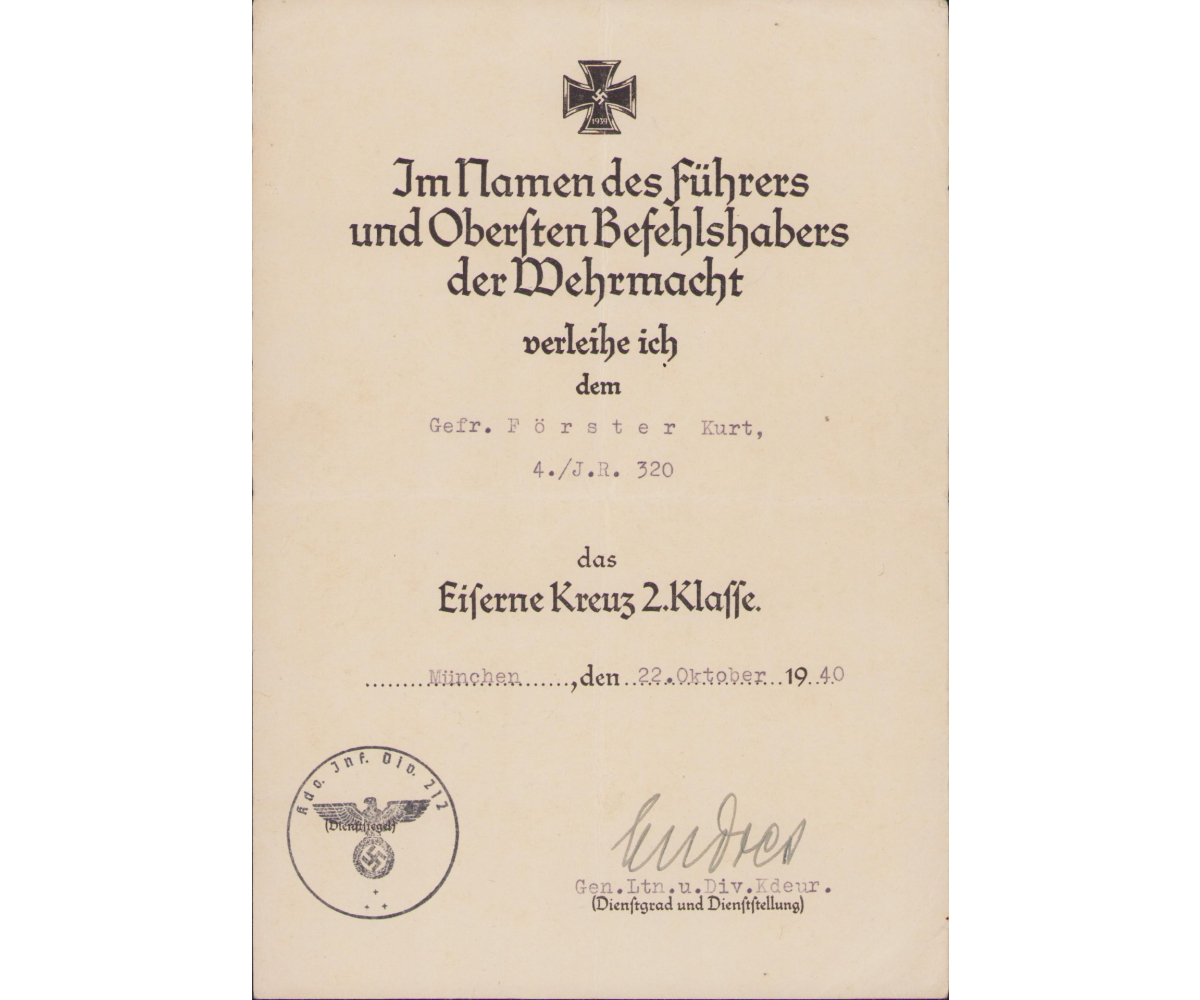 1939
Im Namen des Führers
und Oberſten Befehlshabers
der Wehrmacht
verleihe ich
dem
Gefr. F ö r s t e r Kurt,
4./J.R. 320
das
Eiſerne Kreuz 2.Klaſſe.
........München......,den..22.Oktober..19.40
Kdo. Inf. Div. 212
(Dienſtſiegel)
Endres
Gen.Ltn.u.Div.Kdeur.
(Dienſtgrad und Dienſtſtellung)